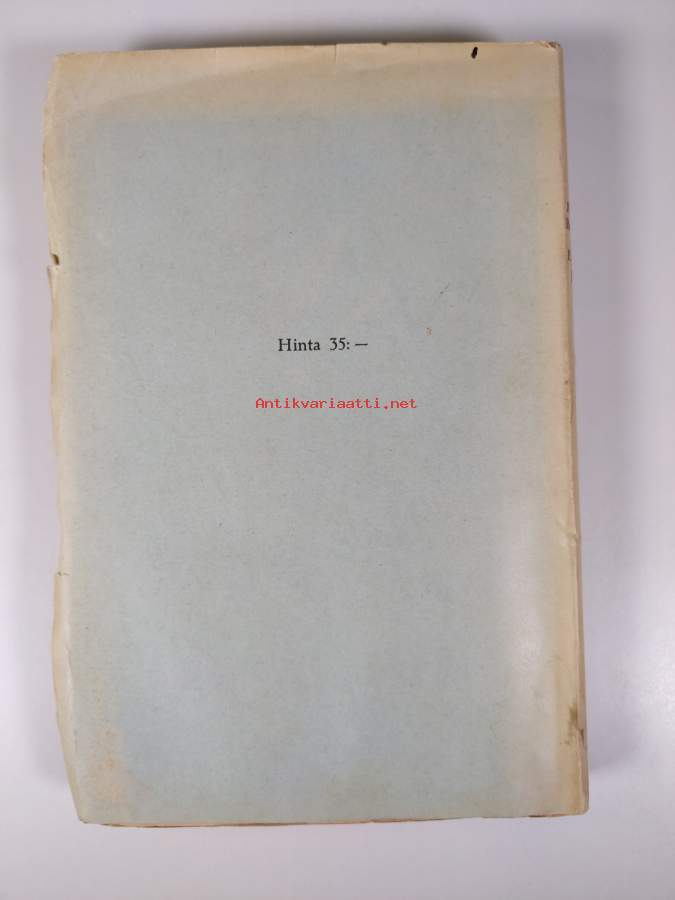 Hinta 35: —
Antikvariaatti.net